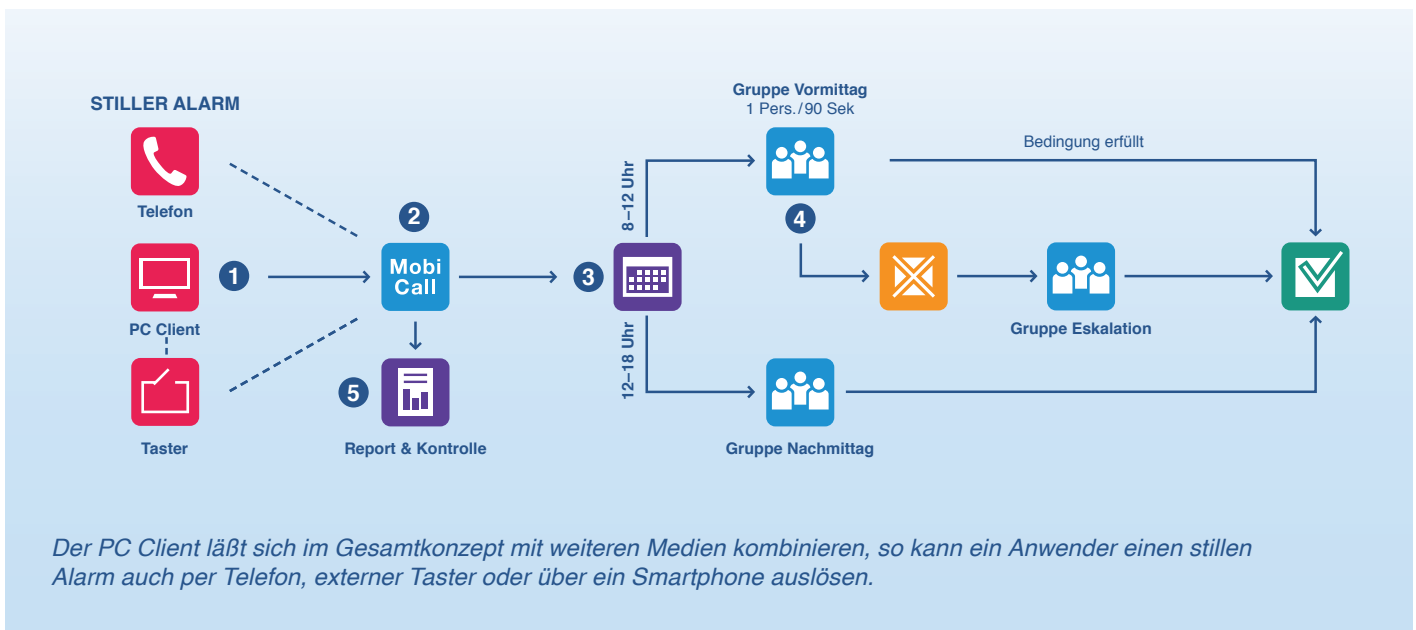 STILLER ALARM
Telefon
1
PC Client
Taster
2
Mobi
Call
5
Report & Kontrolle
3
8–12 Uhr
12–18 Uhr
Gruppe Vormittag
1 Pers./90 Sek
4
Bedingung erfüllt
Gruppe Eskalation
Gruppe Nachmittag
Der PC Client läßt sich im Gesamtkonzept mit weiteren Medien kombinieren, so kann ein Anwender einen stillen
Alarm auch per Telefon, externer Taster oder über ein Smartphone auslösen.